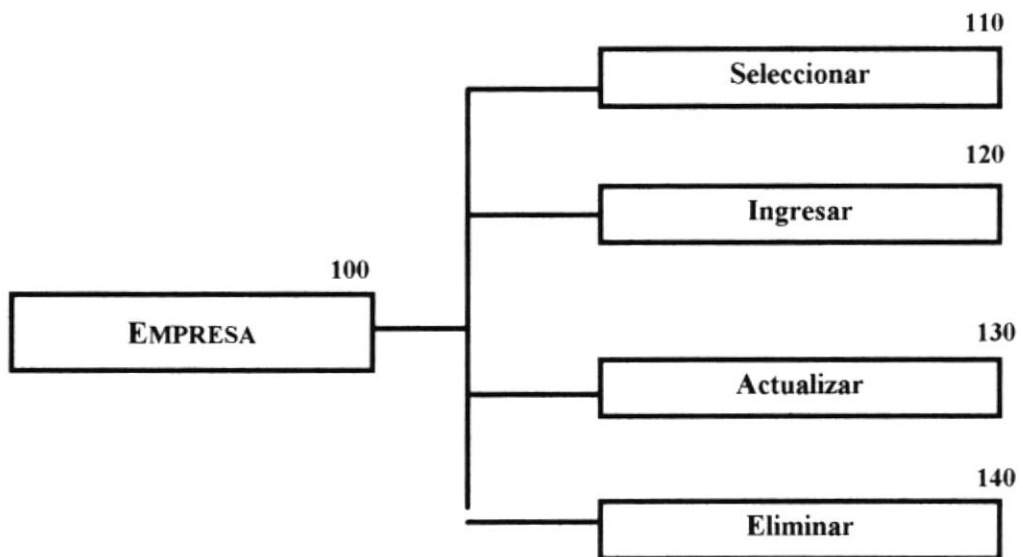 110
Seleccionar
120
Ingresar
100
EMPRESA
130
Actualizar
140
Eliminar